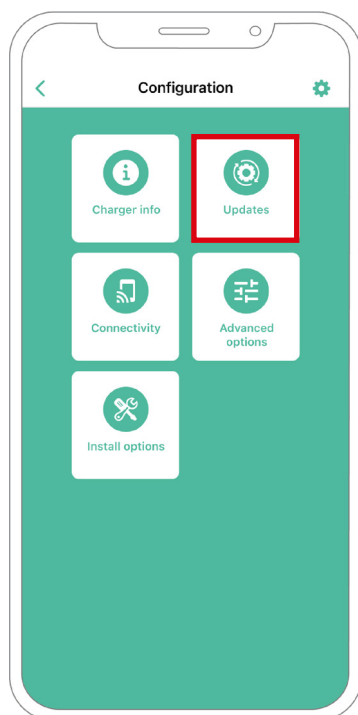 Configuration
Charger info
Updates
Connectivity
Advanced
options
Install options